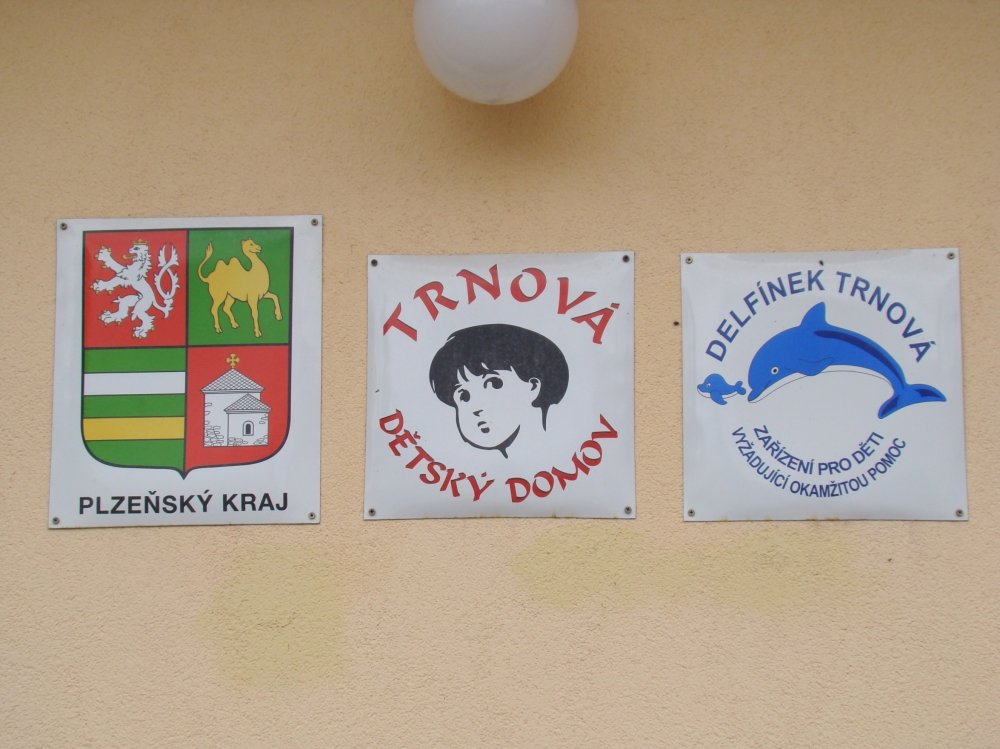 PLZEŇSKÝ KRAJ
TRNOVÁ
DĚTSKÝ DOMOV
DELFÍNEK TRNOVÁ
ZAŘÍZENÍ PRO DĚTI
VYŽADUJÍCÍ OKAMŽITOU POMOC